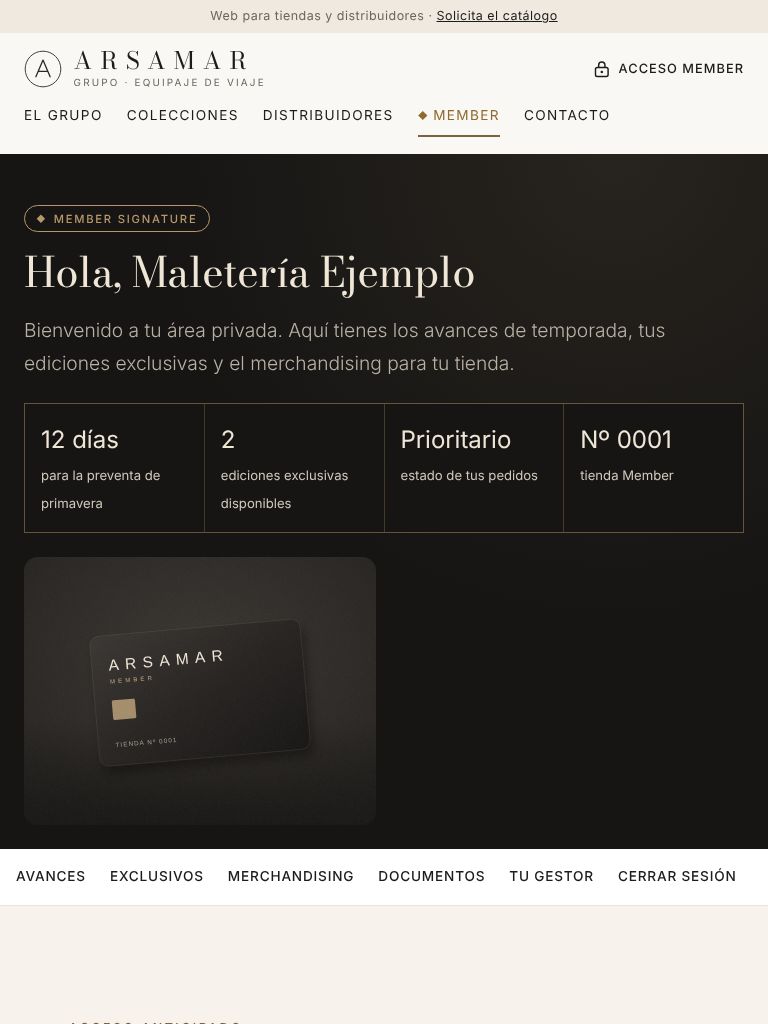 Web para tiendas y distribuidores · Solicita el catálogo
A
ARSAMAR
GRUPO · EQUIPAJE DE VIAJE
ACCESO MEMBER
EL GRUPO
COLECCIONES
DISTRIBUIDORES
◆ MEMBER
CONTACTO
◆ MEMBER SIGNATURE
Hola, Maletería Ejemplo
Bienvenido a tu área privada. Aquí tienes los avances de temporada, tus
ediciones exclusivas y el merchandising para tu tienda.
12 días
para la preventa de
primavera
2
ediciones exclusivas
disponibles
Prioritario
estado de tus pedidos
Nº 0001
tienda Member
ARSAMAR
MEMBER
TIENDA Nº 0001
AVANCES
EXCLUSIVOS
MERCHANDISING
DOCUMENTOS
TU GESTOR
CERRAR SESIÓN